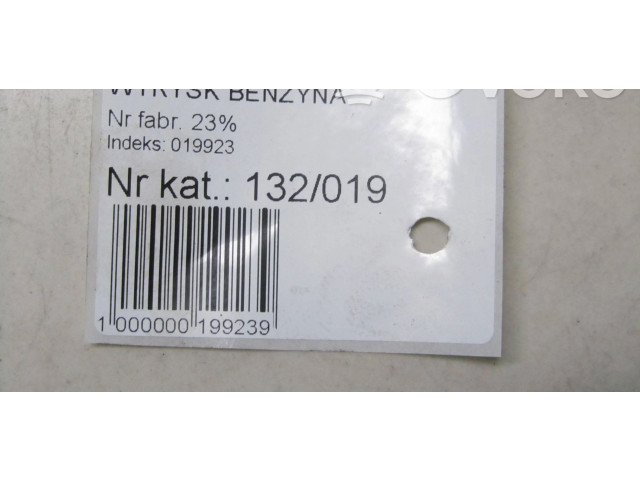 WTRYSK BENZYNA
Nr fabr. 23%
Indeks: 019923
Nr kat.: 132/019
1 000000 199239